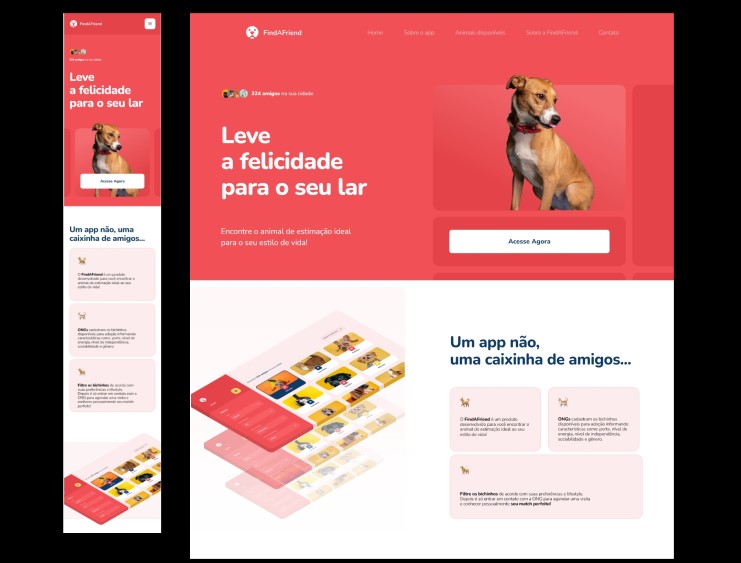 FindAFriend
324 amigos na sua cidade
Leve
a felicidade
para o seu lar
Acesse Agora
Um app não, uma
caixinha de amigos...
O FindAFriend é um produto
desenvolvido para você encontrar o
animal de estimação ideal ao seu
estilo do vida!
ONGs cadastram os bichinhos
disponíveis para adoção informando
características como, porte, nível de
energia, nível de independência,
sociabilidade e gênero.
Filtre os bichinhos de acordo com
suas preferências e lifestyle.
Depois é só entrar em contato com a
ONG para agendar uma visita e
conhecer pessoalmente seu match
perfeito!
FindAFriend
Home
Sobre o app
Animais disponíveis
Sobre a FindAFriend
Contato
324 amigos na sua cidade
Leve
a felicidade
para o seu lar
Encontre o animal de estimação ideal
para o seu estilo de vida!
Acesse Agora
Um app não,
uma caixinha de amigos...
O FindAFriend é um produto
desenvolvido para você encontrar o
animal do estimação ideal ao seu
estilo do vida!
ONGs cadastram os bichinhos
disponíveis para adoção informando
características como porte, nível de
energia, nível de independência,
sociabilidade e gênero.
Filtre os bichinhos de acordo com suas preferências e lifestyle.
Depois é só entrar em contato com a ONG para agendar uma visita
e conhecer pessoalmente seu match perfeito!